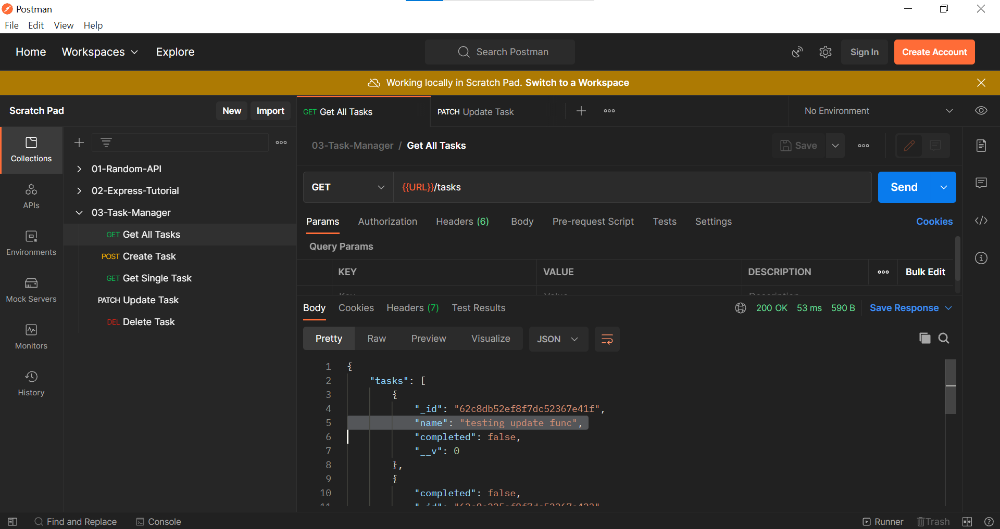 Postman
File Edit View Help
Home Workspaces Explore Search Postman Sign In Create Account
Working locally in Scratch Pad. Switch to a Workspace
Scratch Pad New Import GET Get All Tasks PATCH Update Task No Environment
Collections
03-Task-Manager / Get All Tasks Save
01-Random-API
02-Express-Tutorial
03-Task-Manager
GET Get All Tasks
POST Create Task
GET Get Single Task
PATCH Update Task
DEL Delete Task
APIs
Environments
Mock Servers
Monitors
History
GET {{URL}}/tasks Send
Params Authorization Headers (6) Body Pre-request Script Tests Settings Cookies
Query Params
KEY VALUE DESCRIPTION Bulk Edit
Key Value Description
Body Cookies Headers (7) Test Results 200 OK 53 ms 590 B Save Response
Pretty Raw Preview Visualize JSON
1 {
2 "tasks": [
3 {
4 "_id": "62c8db52ef8f7dc52367e41f",
5 "name": "testing update func",
6 "completed": false,
7 "__v": 0
8 },
9 {
10 "completed": false,
11 "_id":
Find and Replace Console Runner Trash